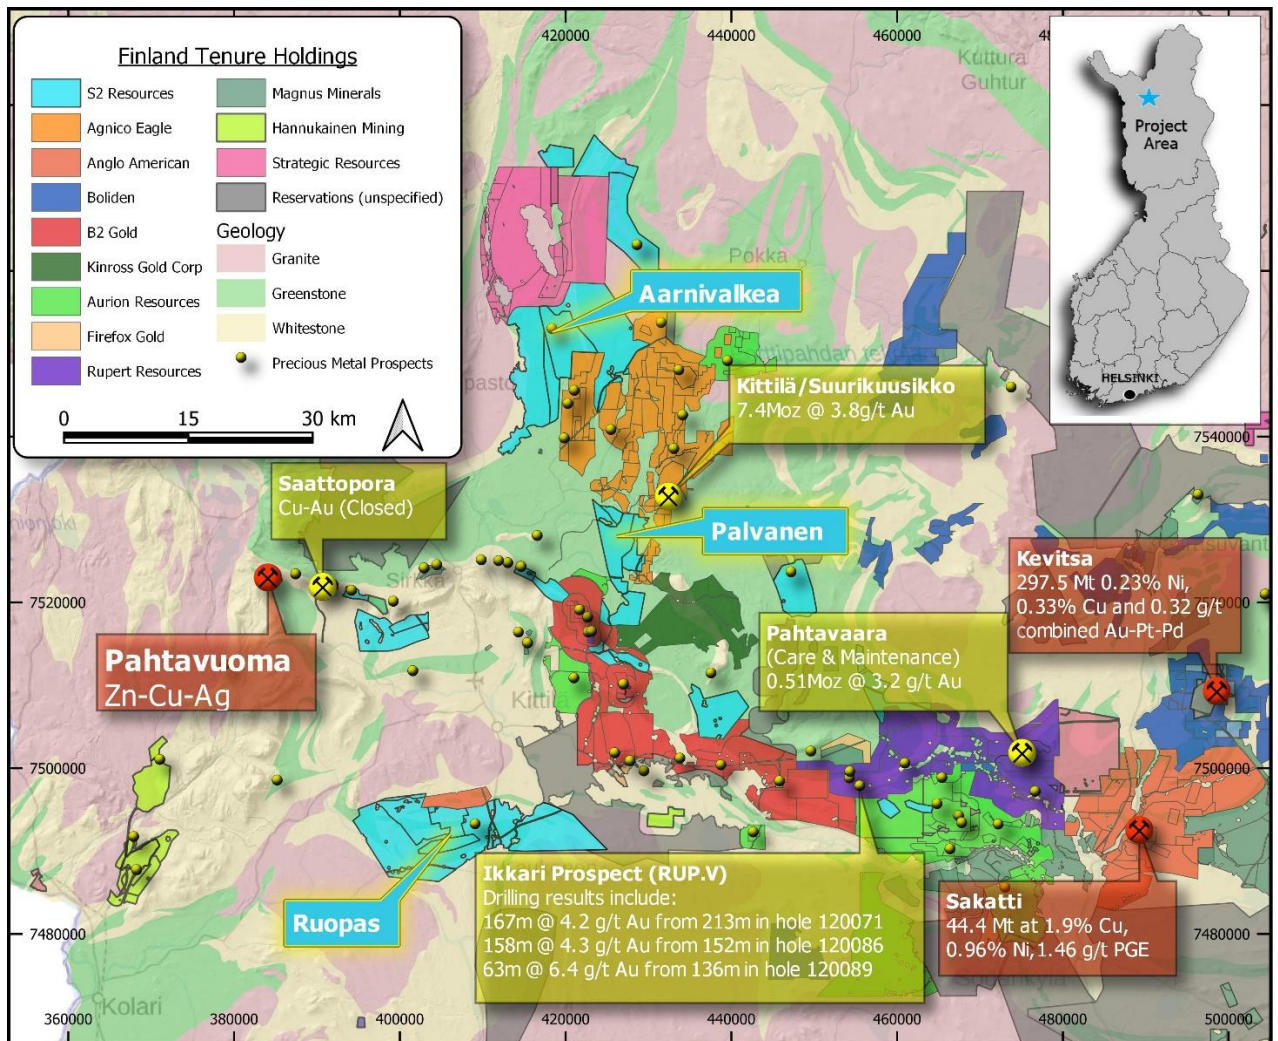 420000
440000
460000
Kuttura
Guhtur
Finland Tenure Holdings
S2 Resources
Agnico Eagle
Anglo American
Boliden
B2 Gold
Kinross Gold Corp
Aurion Resources
Firefox Gold
Rupert Resources
Magnus Minerals
Hannukainen Mining
Strategic Resources
Reservations (unspecified)
Geology
Granite
Greenstone
Whitestone
Precious Metal Prospects
0 15 30 km
Project
Area
HELSINKI
Pokka
Aarnivalkea
Kittilä/Suurikuusikko
7.4Moz @ 3.8g/t Au
7540000
Saattopora
Cu-Au (Closed)
Palvanen
Sirkka
Kevitsa
297.5 Mt 0.23% Ni,
0.33% Cu and 0.32 g/t
combined Au-Pt-Pd
7520000
7520000
Pahtavaara
(Care & Maintenance)
0.51Moz @ 3.2 g/t Au
Pahtavuoma
Zn-Cu-Ag
Kittilä
7500000
7500000
Ikkari Prospect (RUP.V)
Drilling results include:
167m @ 4.2 g/t Au from 213m in hole 120071
158m @ 4.3 g/t Au from 152m in hole 120086
63m @ 6.4 g/t Au from 136m in hole 120089
Ruopas
Sakatti
44.4 Mt at 1.9% Cu,
0.96% Ni, 1.46 g/t PGE
7480000
7480000
Kolari
360000
380000
400000
420000
440000
460000
480000
500000